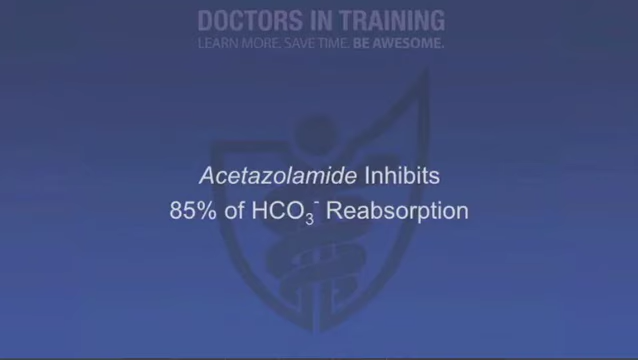 DOCTORS IN TRAINING
LEARN MORE. SAVE TIME. BE AWESOME.
Acetazolamide Inhibits
85% of HCO₃⁻ Reabsorption